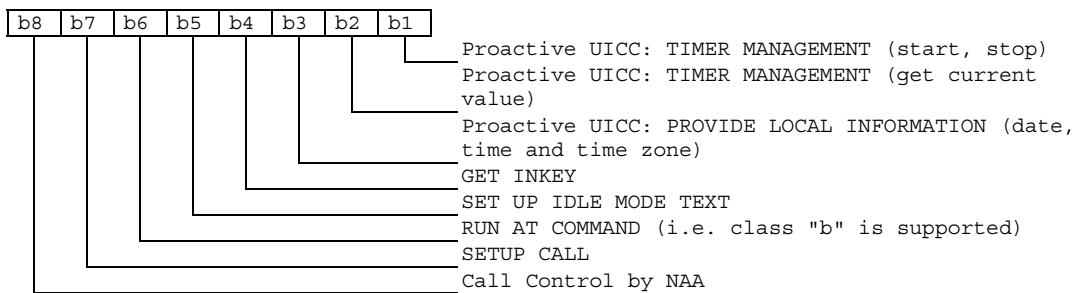 b8 b7 b6 b5 b4 b3 b2 b1
Proactive UICC: TIMER MANAGEMENT (start, stop)
Proactive UICC: TIMER MANAGEMENT (get current
value)
Proactive UICC: PROVIDE LOCAL INFORMATION (date,
time and time zone)
GET INKEY
SET UP IDLE MODE TEXT
RUN AT COMMAND (i.e. class "b" is supported)
SETUP CALL
Call Control by NAA